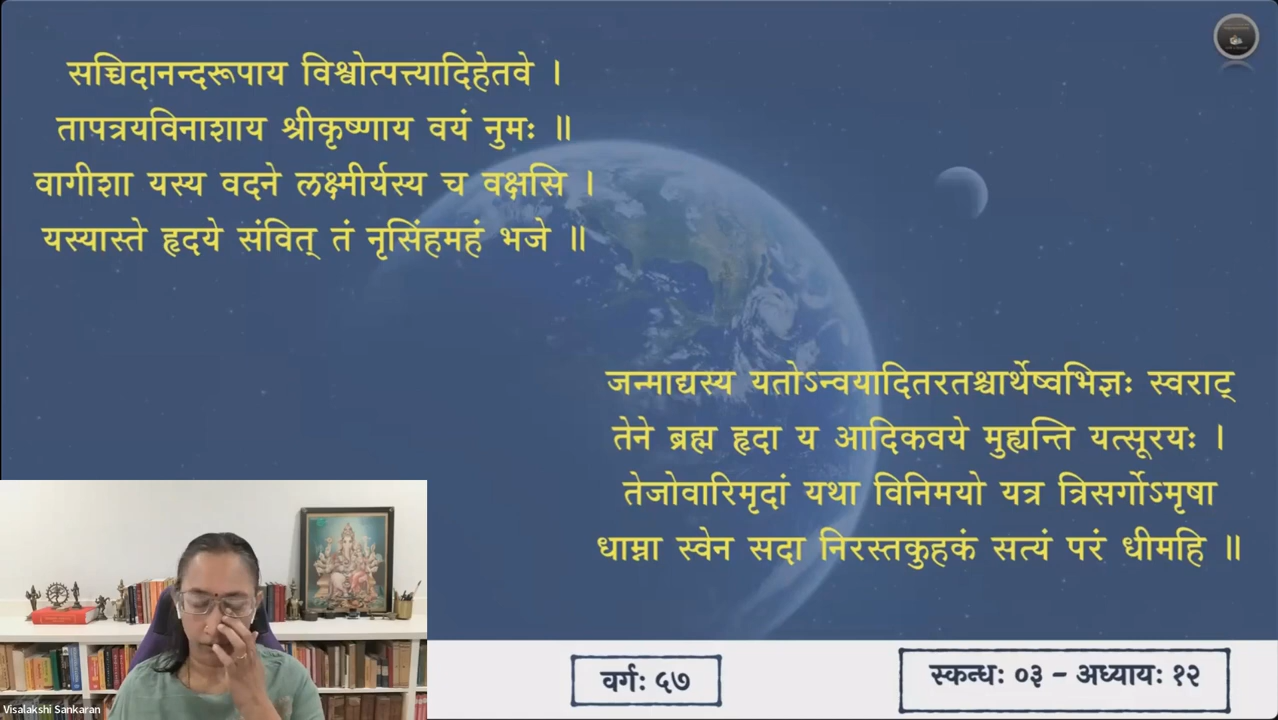 सच्चिदानन्दरूपाय विश्वोत्पत्त्यादिहेतवे ।
तापत्रयविनाशाय श्रीकृष्णाय वयं नुमः ॥
वागीशा यस्य वदने लक्ष्मीर्यस्य च वक्षसि ।
यस्यास्ते हृदये संवित् तं नृसिंहमहं भजे ॥
जन्माद्यस्य यतोऽन्वयादितरतश्चार्थेष्वभिज्ञः स्वराट्
तेने ब्रह्म हृदा य आदिकवये मुह्यन्ति यत्सूरयः ।
तेजोवारिमृदां यथा विनिमयो यत्र त्रिसर्गोऽमृषा
धाम्ना स्वेन सदा निरस्तकुहकं सत्यं परं धीमहि ॥
वर्गः ५७
स्कन्धः ०३ - अध्यायः १२
Visalakshi Sankaran